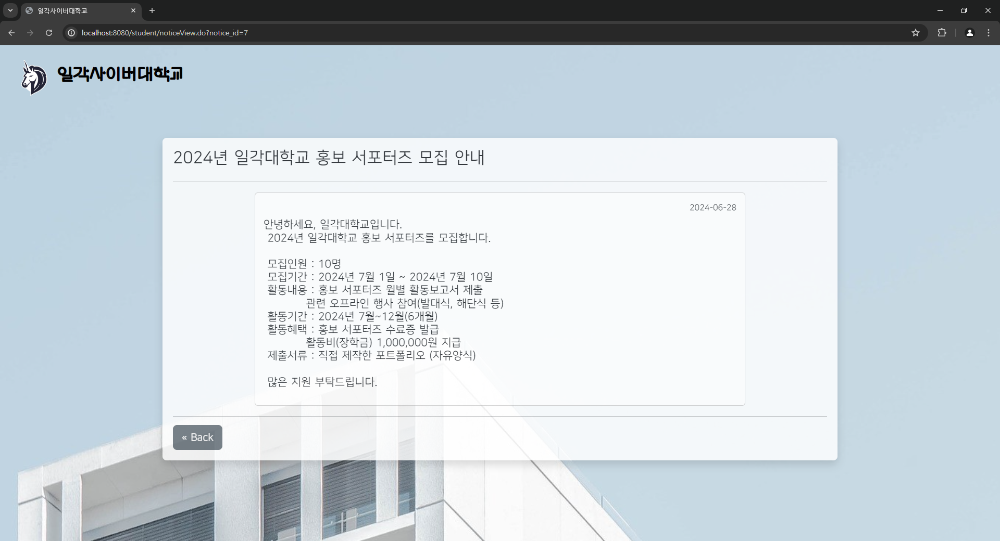 일각사이버대학교
localhost:8080/student/noticeView.do?notice_id=7
일각사이버대학교
2024년 일각대학교 홍보 서포터즈 모집 안내
2024-06-28
안녕하세요, 일각대학교입니다.
2024년 일각대학교 홍보 서포터즈를 모집합니다.
모집인원 : 10명
모집기간 : 2024년 7월 1일 ~ 2024년 7월 10일
활동내용 : 홍보 서포터즈 월별 활동보고서 제출
관련 오프라인 행사 참여(발대식, 해단식 등)
활동기간 : 2024년 7월~12월(6개월)
활동혜택 : 홍보 서포터즈 수료증 발급
활동비(장학금) 1,000,000원 지급
제출서류 : 직접 제작한 포트폴리오 (자유양식)
많은 지원 부탁드립니다.
« Back